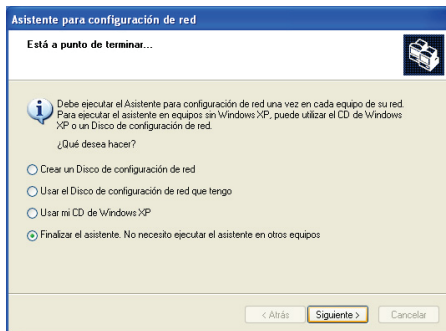 Asistente para configuración de red
Está a punto de terminar...
Debe ejecutar el Asistente para configuración de red una vez en cada equipo de su red.
Para ejecutar el asistente en equipos sin Windows XP, puede utilizar el CD de Windows
XP o un Disco de configuración de red.
¿Qué desea hacer?
Crear un Disco de configuración de red
Usar el Disco de configuración de red que tengo
Usar mi CD de Windows XP
Finalizar el asistente. No necesito ejecutar el asistente en otros equipos
< Atrás
Siguiente >
Cancelar